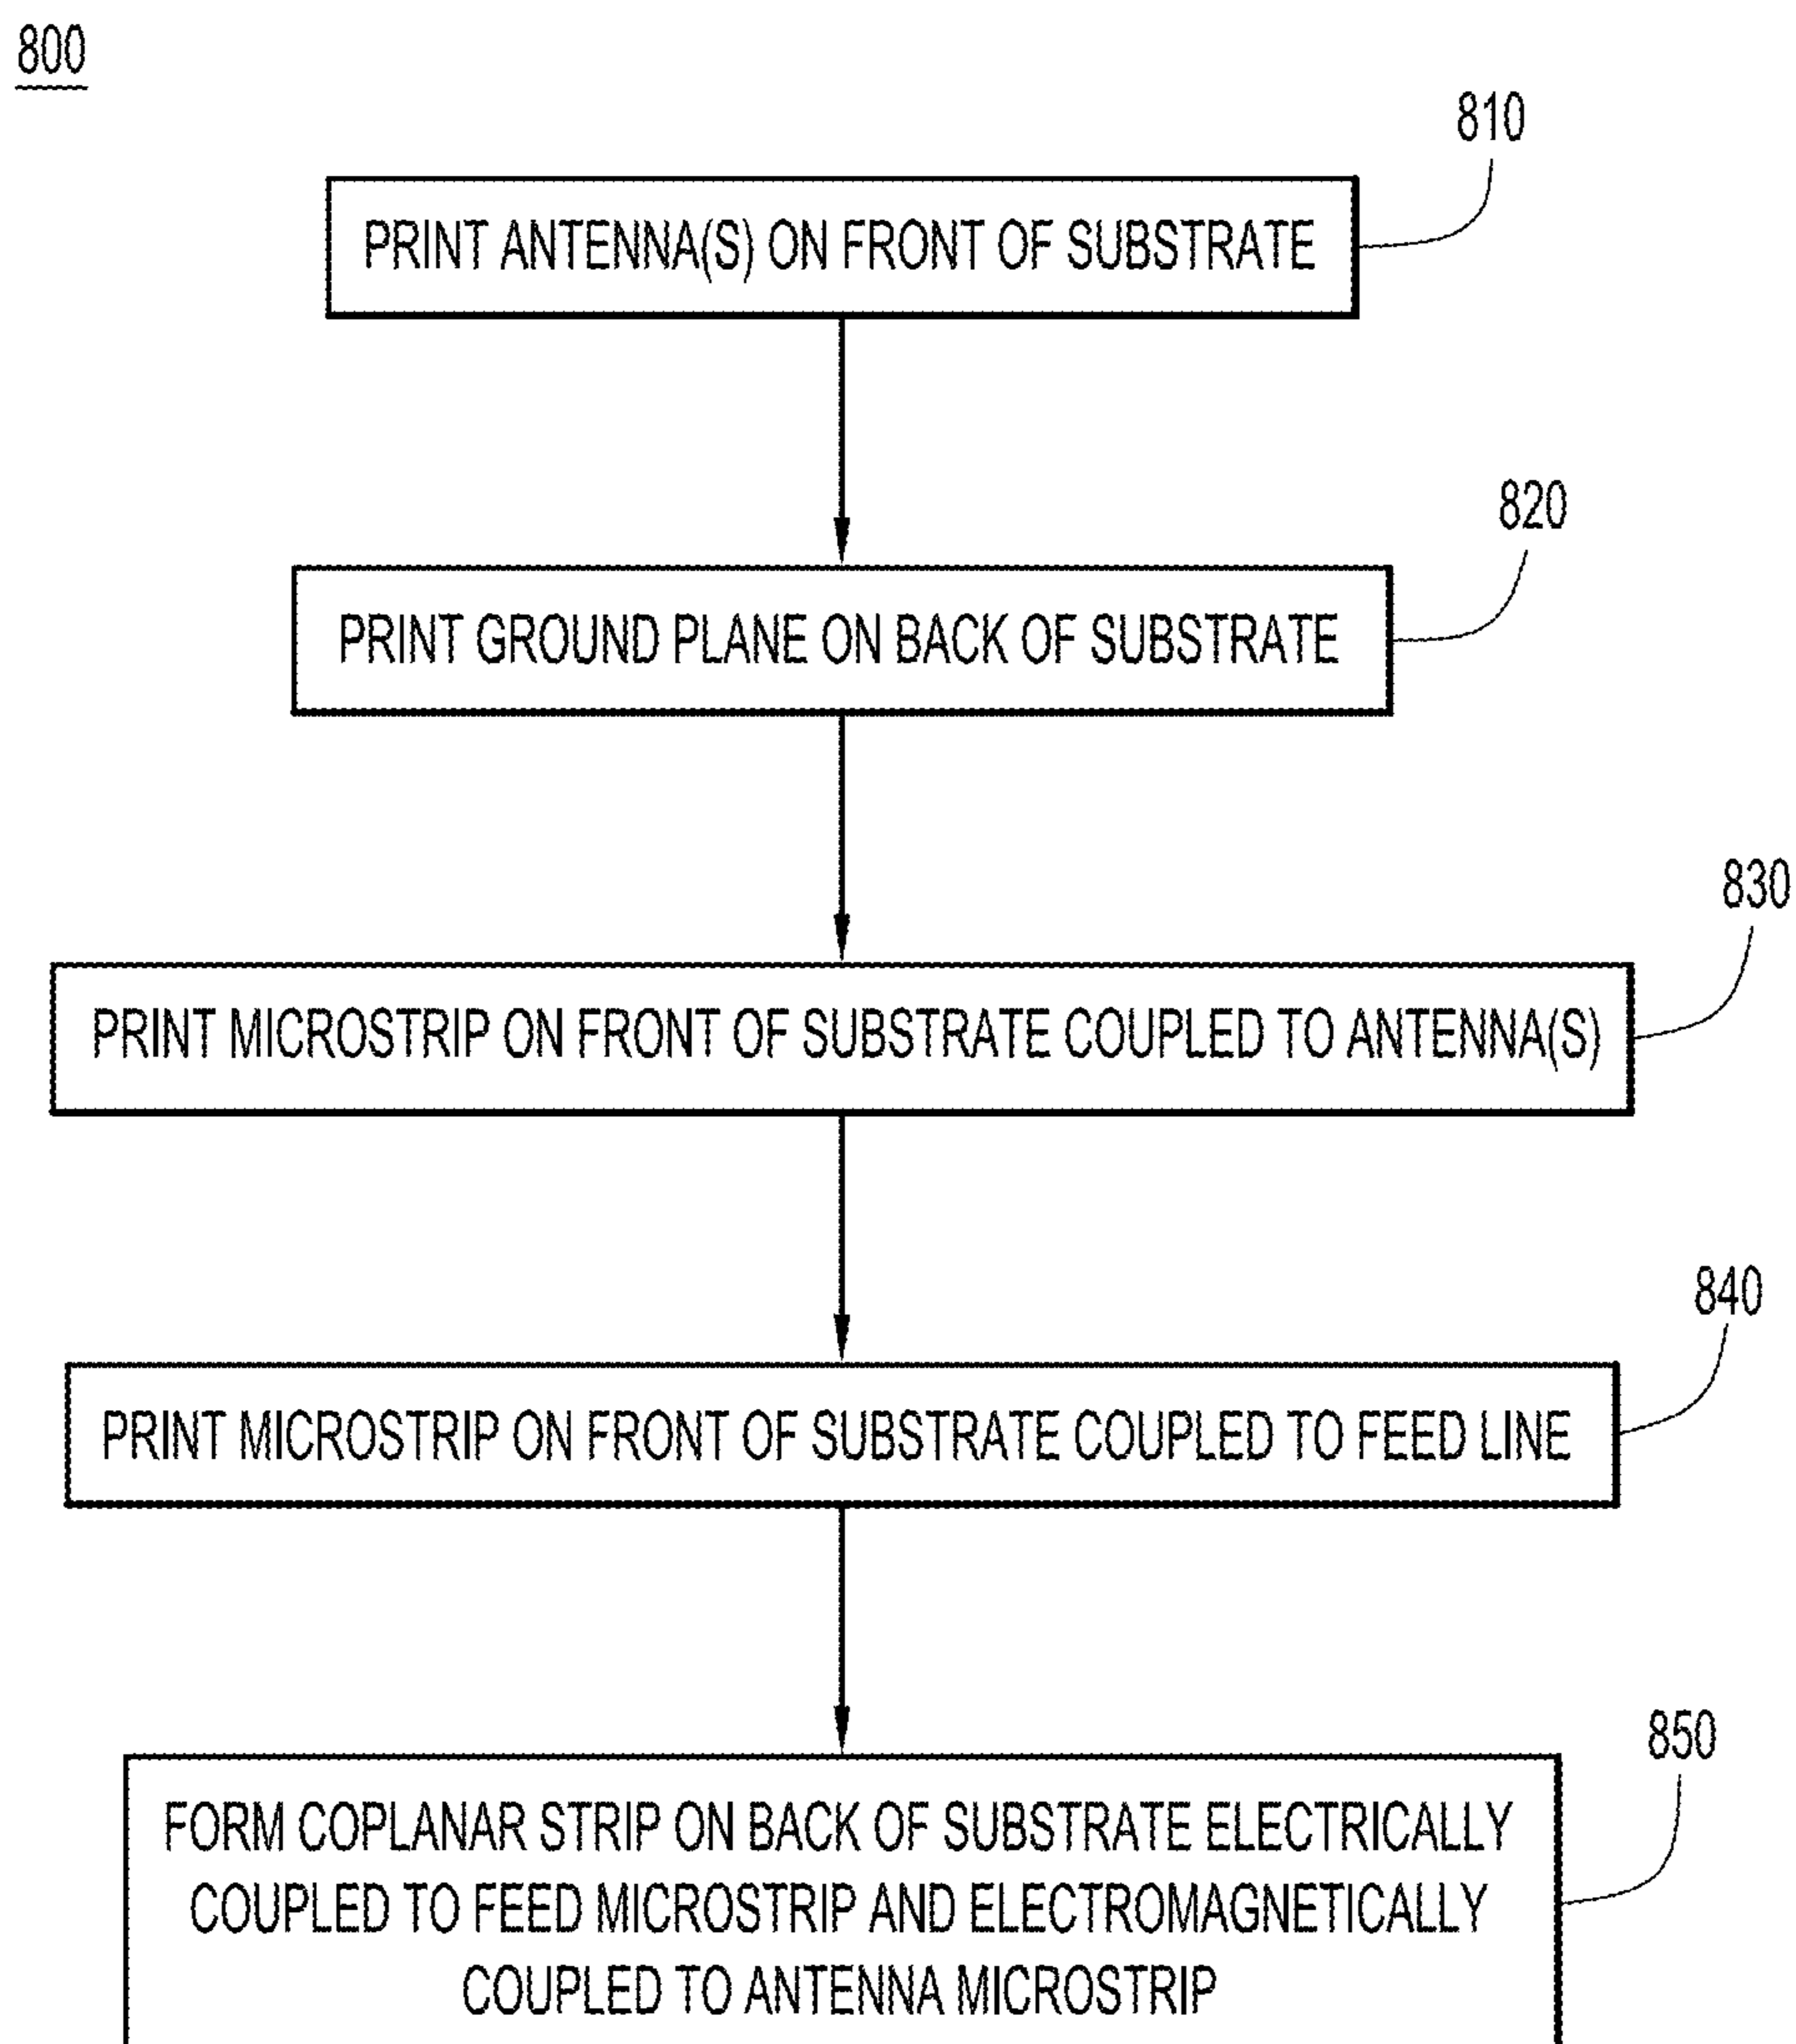 800
810
PRINT ANTENNA(S) ON FRONT OF SUBSTRATE
820
PRINT GROUND PLANE ON BACK OF SUBSTRATE
830
PRINT MICROSTRIP ON FRONT OF SUBSTRATE COUPLED TO ANTENNA(S)
840
PRINT MICROSTRIP ON FRONT OF SUBSTRATE COUPLED TO FEED LINE
850
FORM COPLANAR STRIP ON BACK OF SUBSTRATE ELECTRICALLY
COUPLED TO FEED MICROSTRIP AND ELECTROMAGNETICALLY
COUPLED TO ANTENNA MICROSTRIP